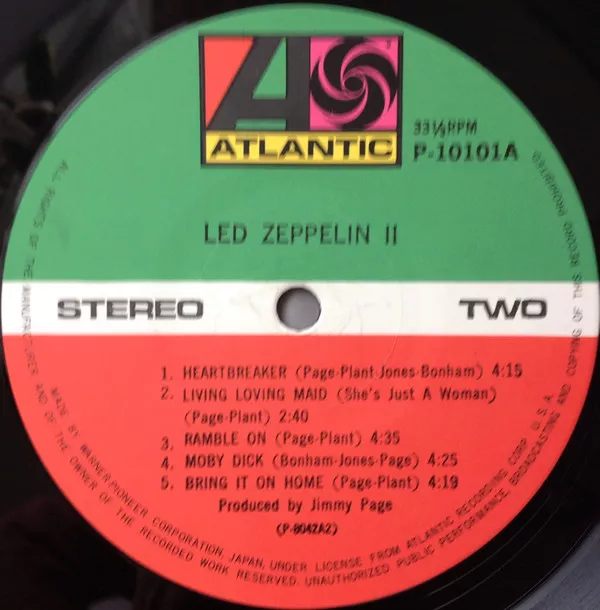 ATLANTIC
33⅓RPM
P-10101A
LED ZEPPELIN II
STEREO
TWO
1. HEARTBREAKER (Page-Plant-Jones-Bonham) 4:15
2. LIVING LOVING MAID (She's Just A Woman)
(Page-Plant) 2:40
3. RAMBLE ON (Page-Plant) 4:35
4. MOBY DICK (Bonham-Jones-Page) 4:25
5. BRING IT ON HOME (Page-Plant) 4:19
Produced by Jimmy Page
(P-8042A2)
MADE BY WARNER-PIONEER CORPORATION, JAPAN, UNDER LICENSE FROM ATLANTIC RECORDING CORP. U.S.A.
ALL RIGHTS OF THE MANUFACTURER AND OF THE OWNER OF THE RECORDED WORK RESERVED. UNAUTHORIZED PUBLIC PERFORMANCE, BROADCASTING AND COPYING OF THIS RECORD PROHIBITED